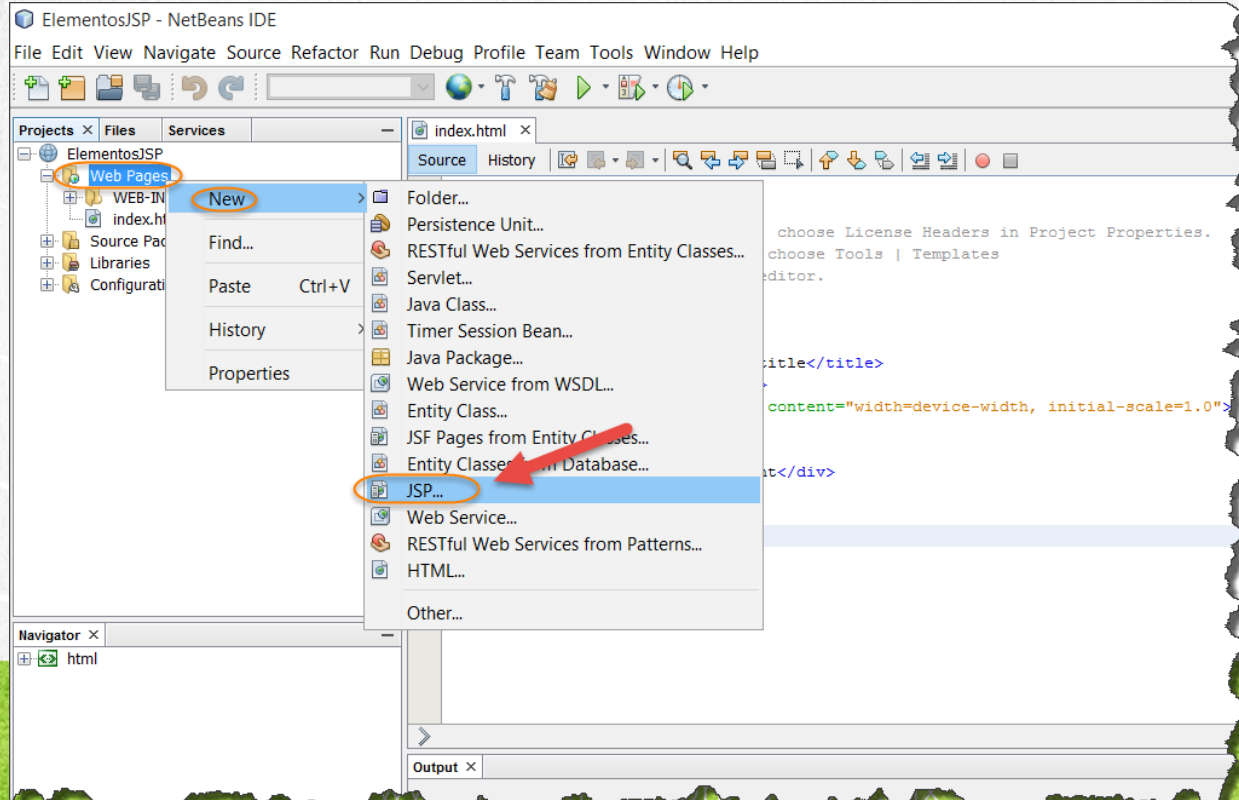 ElementosJSP - NetBeans IDE
File Edit View Navigate Source Refactor Run Debug Profile Team Tools Window Help
Projects Files Services
ElementosJSP
Web Pages
WEB-IN
index.ht
Source Pac
Libraries
Configurati
New
Find...
Paste Ctrl+V
History
Properties
Folder...
Persistence Unit...
RESTful Web Services from Entity Classes...
Servlet...
Java Class...
Timer Session Bean...
Java Package...
Web Service from WSDL...
Entity Class...
JSF Pages from Entity Classes...
Entity Classes from Database...
JSP...
Web Service...
RESTful Web Services from Patterns...
HTML...
Other...
index.html
Source History
choose License Headers in Project Properties.
choose Tools | Templates
editor.
title</title>
>
content="width=device-width, initial-scale=1.0">
nt</div>
Navigator
html
Output